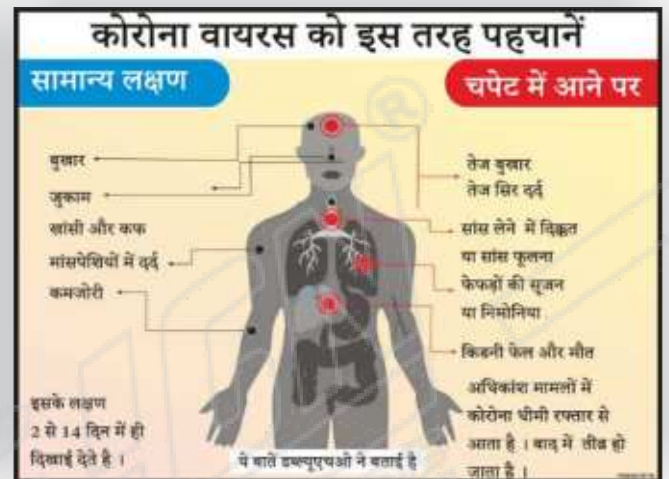 कोरोना वायरस को इस तरह पहचानें
सामान्य लक्षण
बुखार
जुकाम
खांसी और कफ
मांसपेशियों में दर्द
कमजोरी
इसके लक्षण
2 से 14 दिन में ही
दिखाई देते है ।
चपेट में आने पर
तेज बुखार
तेज सिर दर्द
सांस लेने में दिक्कत
या सांस फूलना
फेफड़ों की सूजन
या निमोनिया
किडनी फेल और मौत
अधिकांश मामलों में
कोरोना धीमी रफ्तार से
आता है । बाद में तीव्र हो
जाता है ।
ये बातें डब्ल्यूएचओ ने बताई है
®